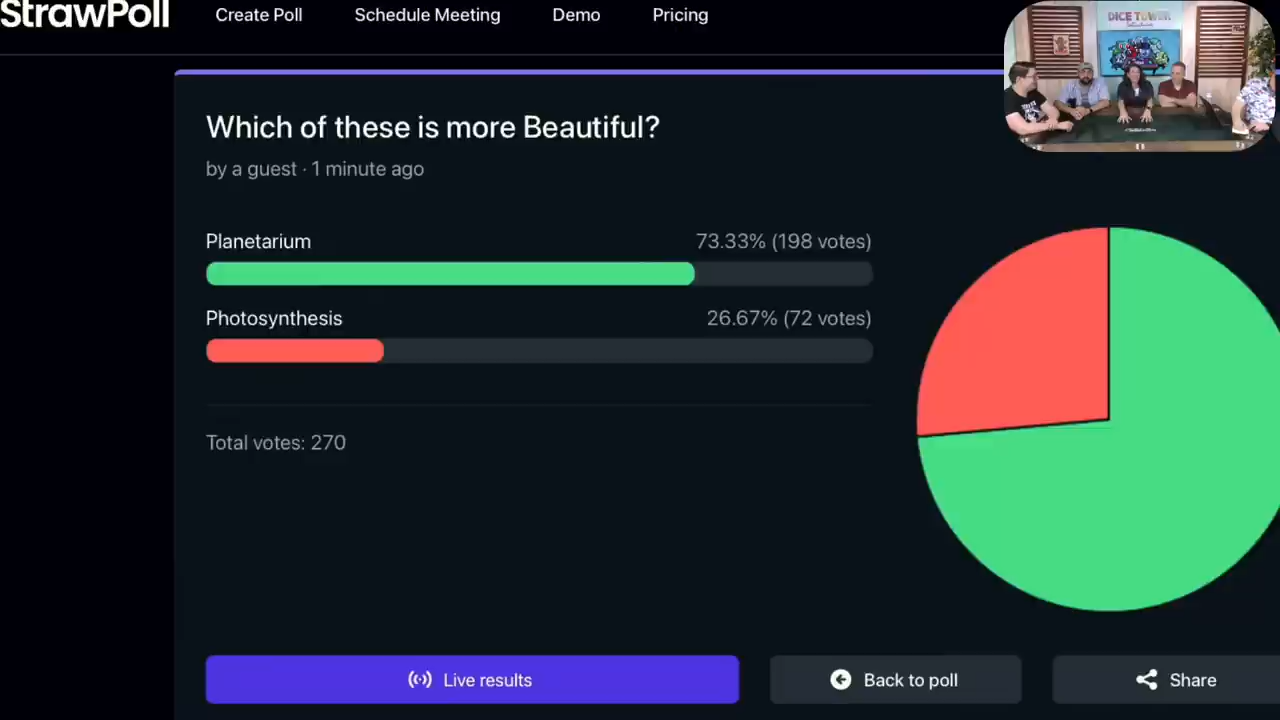 StrawPoll
Create Poll
Schedule Meeting
Demo
Pricing
DICE TOWER
Which of these is more Beautiful?
by a guest · 1 minute ago
Planetarium
73.33% (198 votes)
Photosynthesis
26.67% (72 votes)
Total votes: 270
Live results
Back to poll
Share